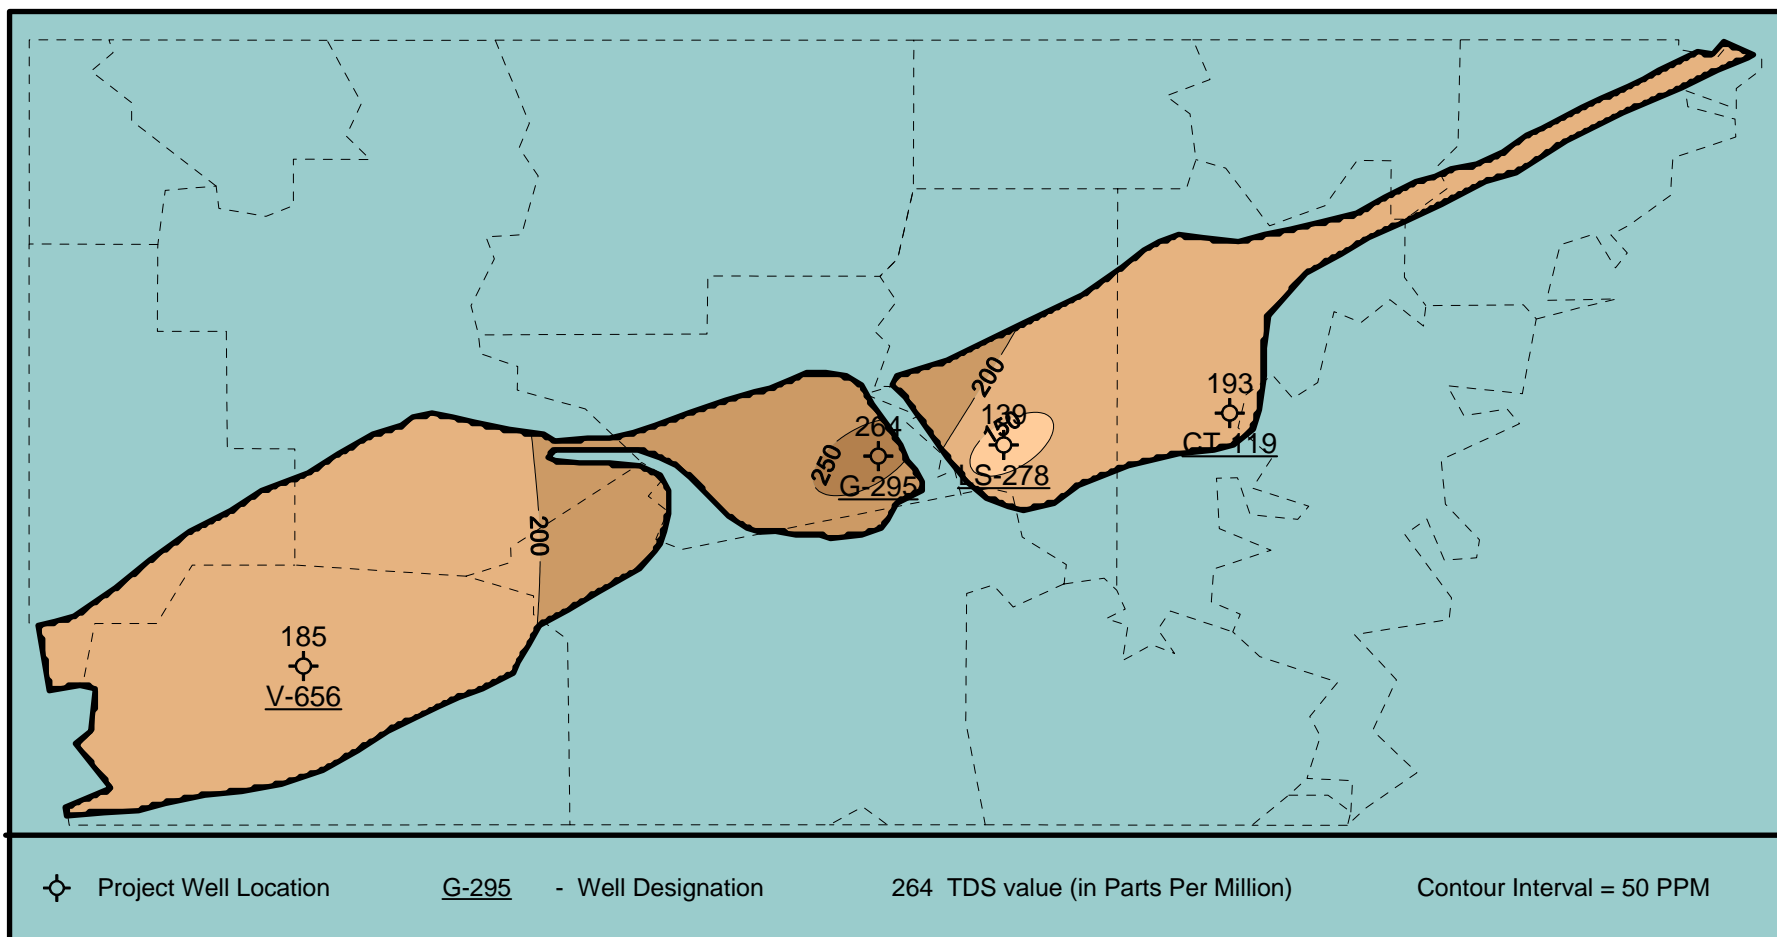 200
193
139
150
264
CT-119
250
LS-278
G-295
200
185
V-656
Project Well Location
G-295 - Well Designation
264 TDS value (in Parts Per Million)
Contour Interval = 50 PPM